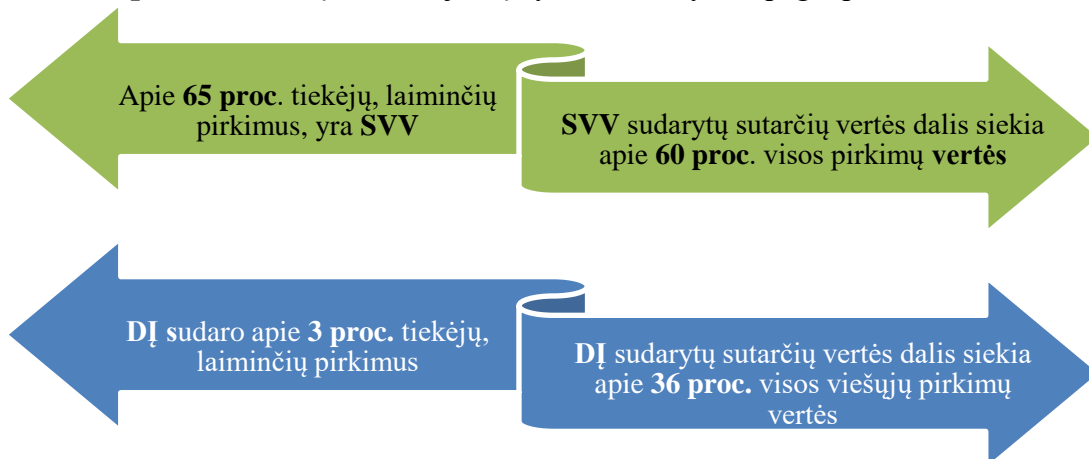 Apie 65 proc. tiekėjų, laiminčių
pirkimus, yra SVV
SVV sudarytų sutarčių vertės dalis siekia
apie 60 proc. visos pirkimų vertės
DĮ sudaro apie 3 proc. tiekėjų,
laiminčių pirkimus
DĮ sudarytų sutarčių vertės dalis siekia
apie 36 proc. visos viešųjų pirkimų
vertės